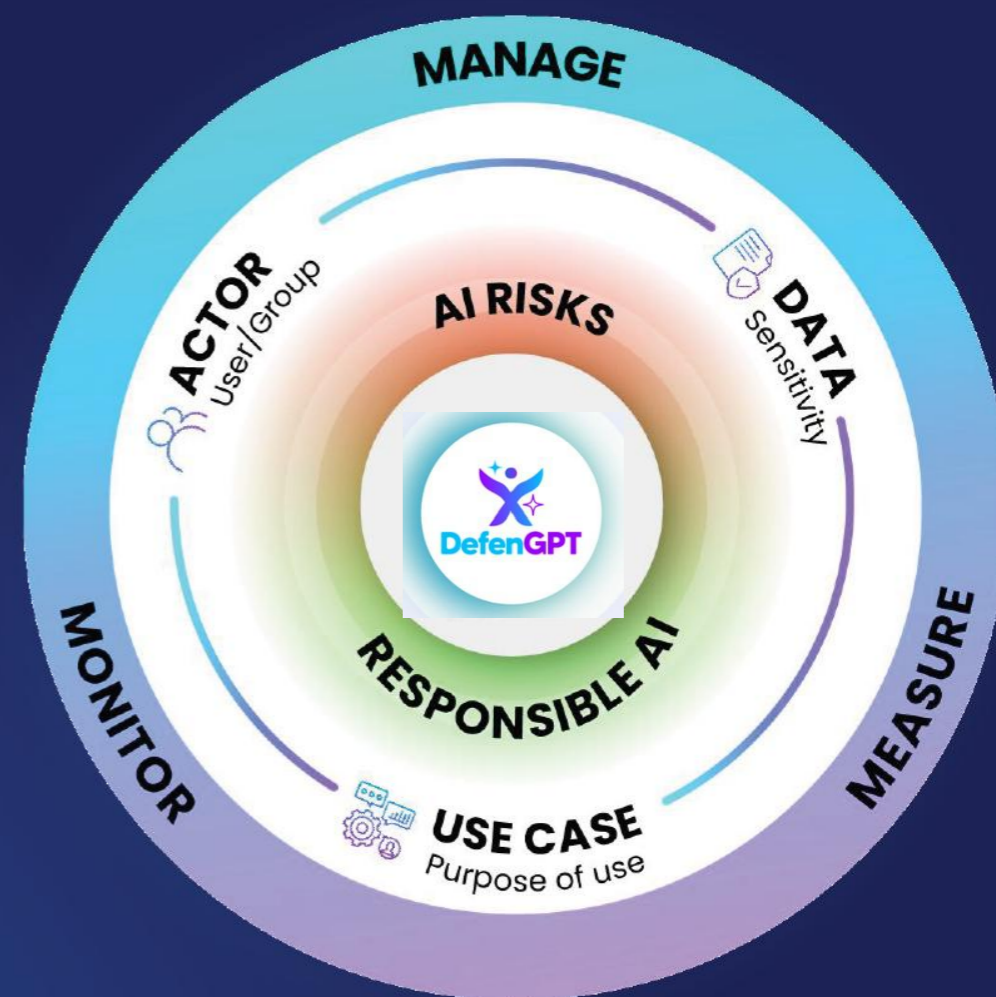 MANAGE
ACTOR
User/Group
DATA
Sensitivity
AI RISKS
DefenGPT
RESPONSIBLE AI
MONITOR
MEASURE
USE CASE
Purpose of use